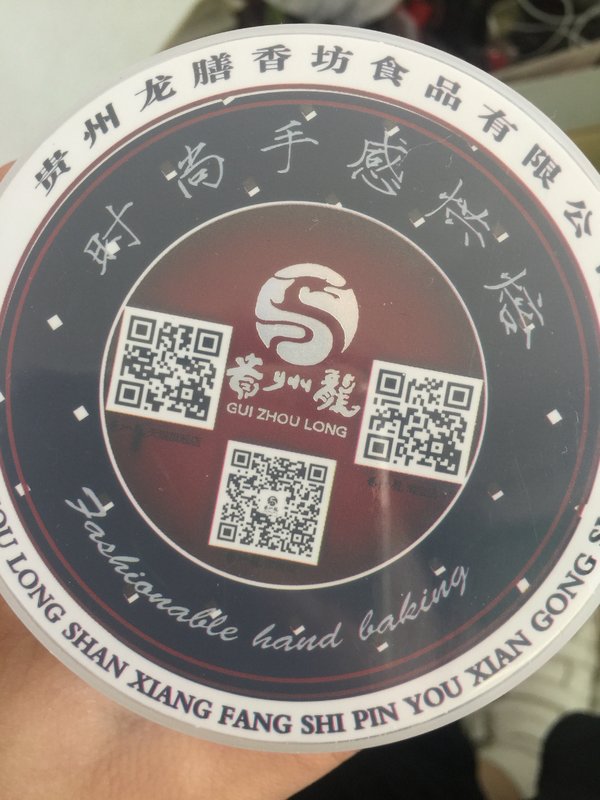 贵州龙膳香坊食品有限公
时尚手感烘焙
貴州龍
GUI ZHOU LONG
Fashionable hand baking
OU LONG SHAN XIANG FANG SHI PIN YOU XIAN GONG S